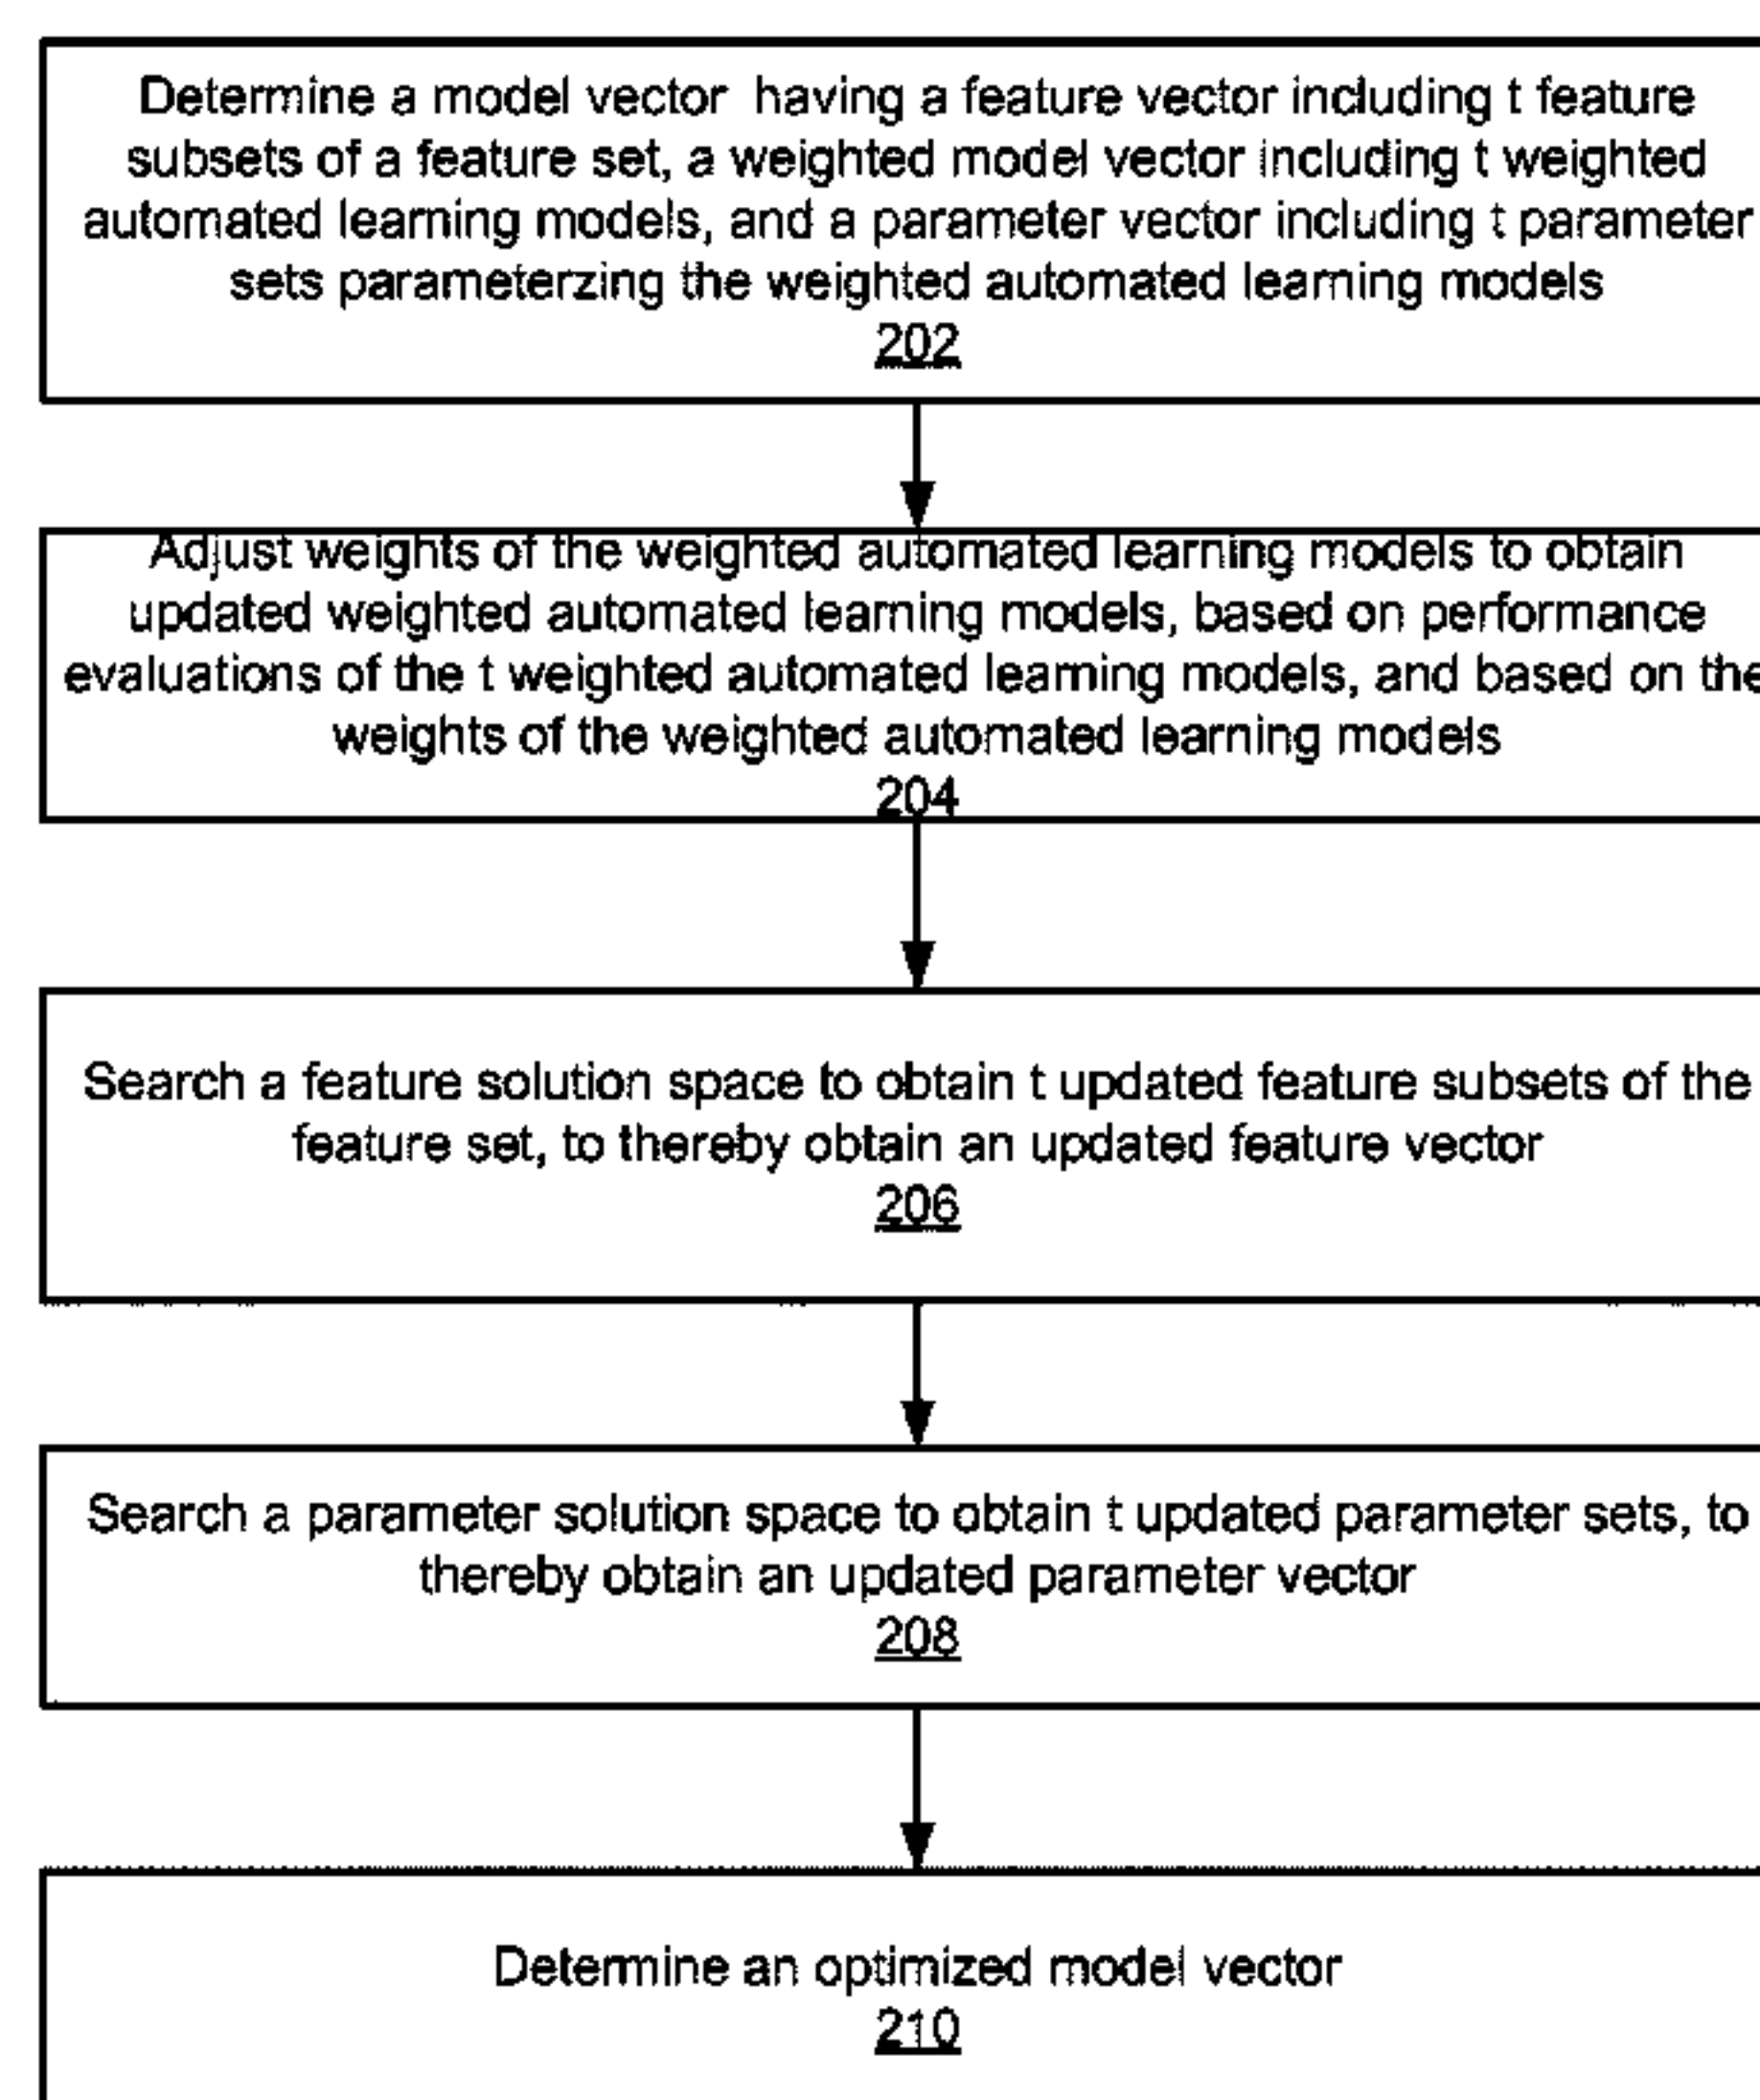 Determine a model vector having a feature vector including t feature
subsets of a feature set, a weighted model vector including t weighted
automated learning models, and a parameter vector including t parameter
sets parameterzing the weighted automated learning models
202
Adjust weights of the weighted automated learning models to obtain
updated weighted automated learning models, based on performance
evaluations of the t weighted automated learning models, and based on the
weights of the weighted automated learning models
204
Search a feature solution space to obtain t updated feature subsets of the
feature set, to thereby obtain an updated feature vector
206
Search a parameter solution space to obtain t updated parameter sets, to
thereby obtain an updated parameter vector
208
Determine an optimized model vector
210